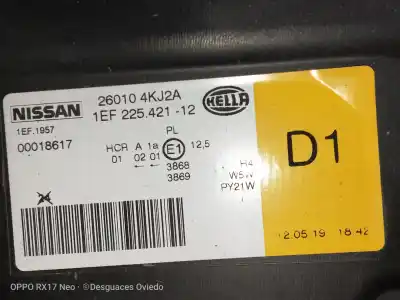 NISSAN
26010 4KJ2A
1EF 225.421 -12
HELLA
1EF.1957
00018617
PL
HCR A 1a E1 12,5
01 02 01
3868
3869
H4
W5W
PY21W
D1
12.05 19 18.42
OPPO RX17 Neo · ©Desguaces Oviedo